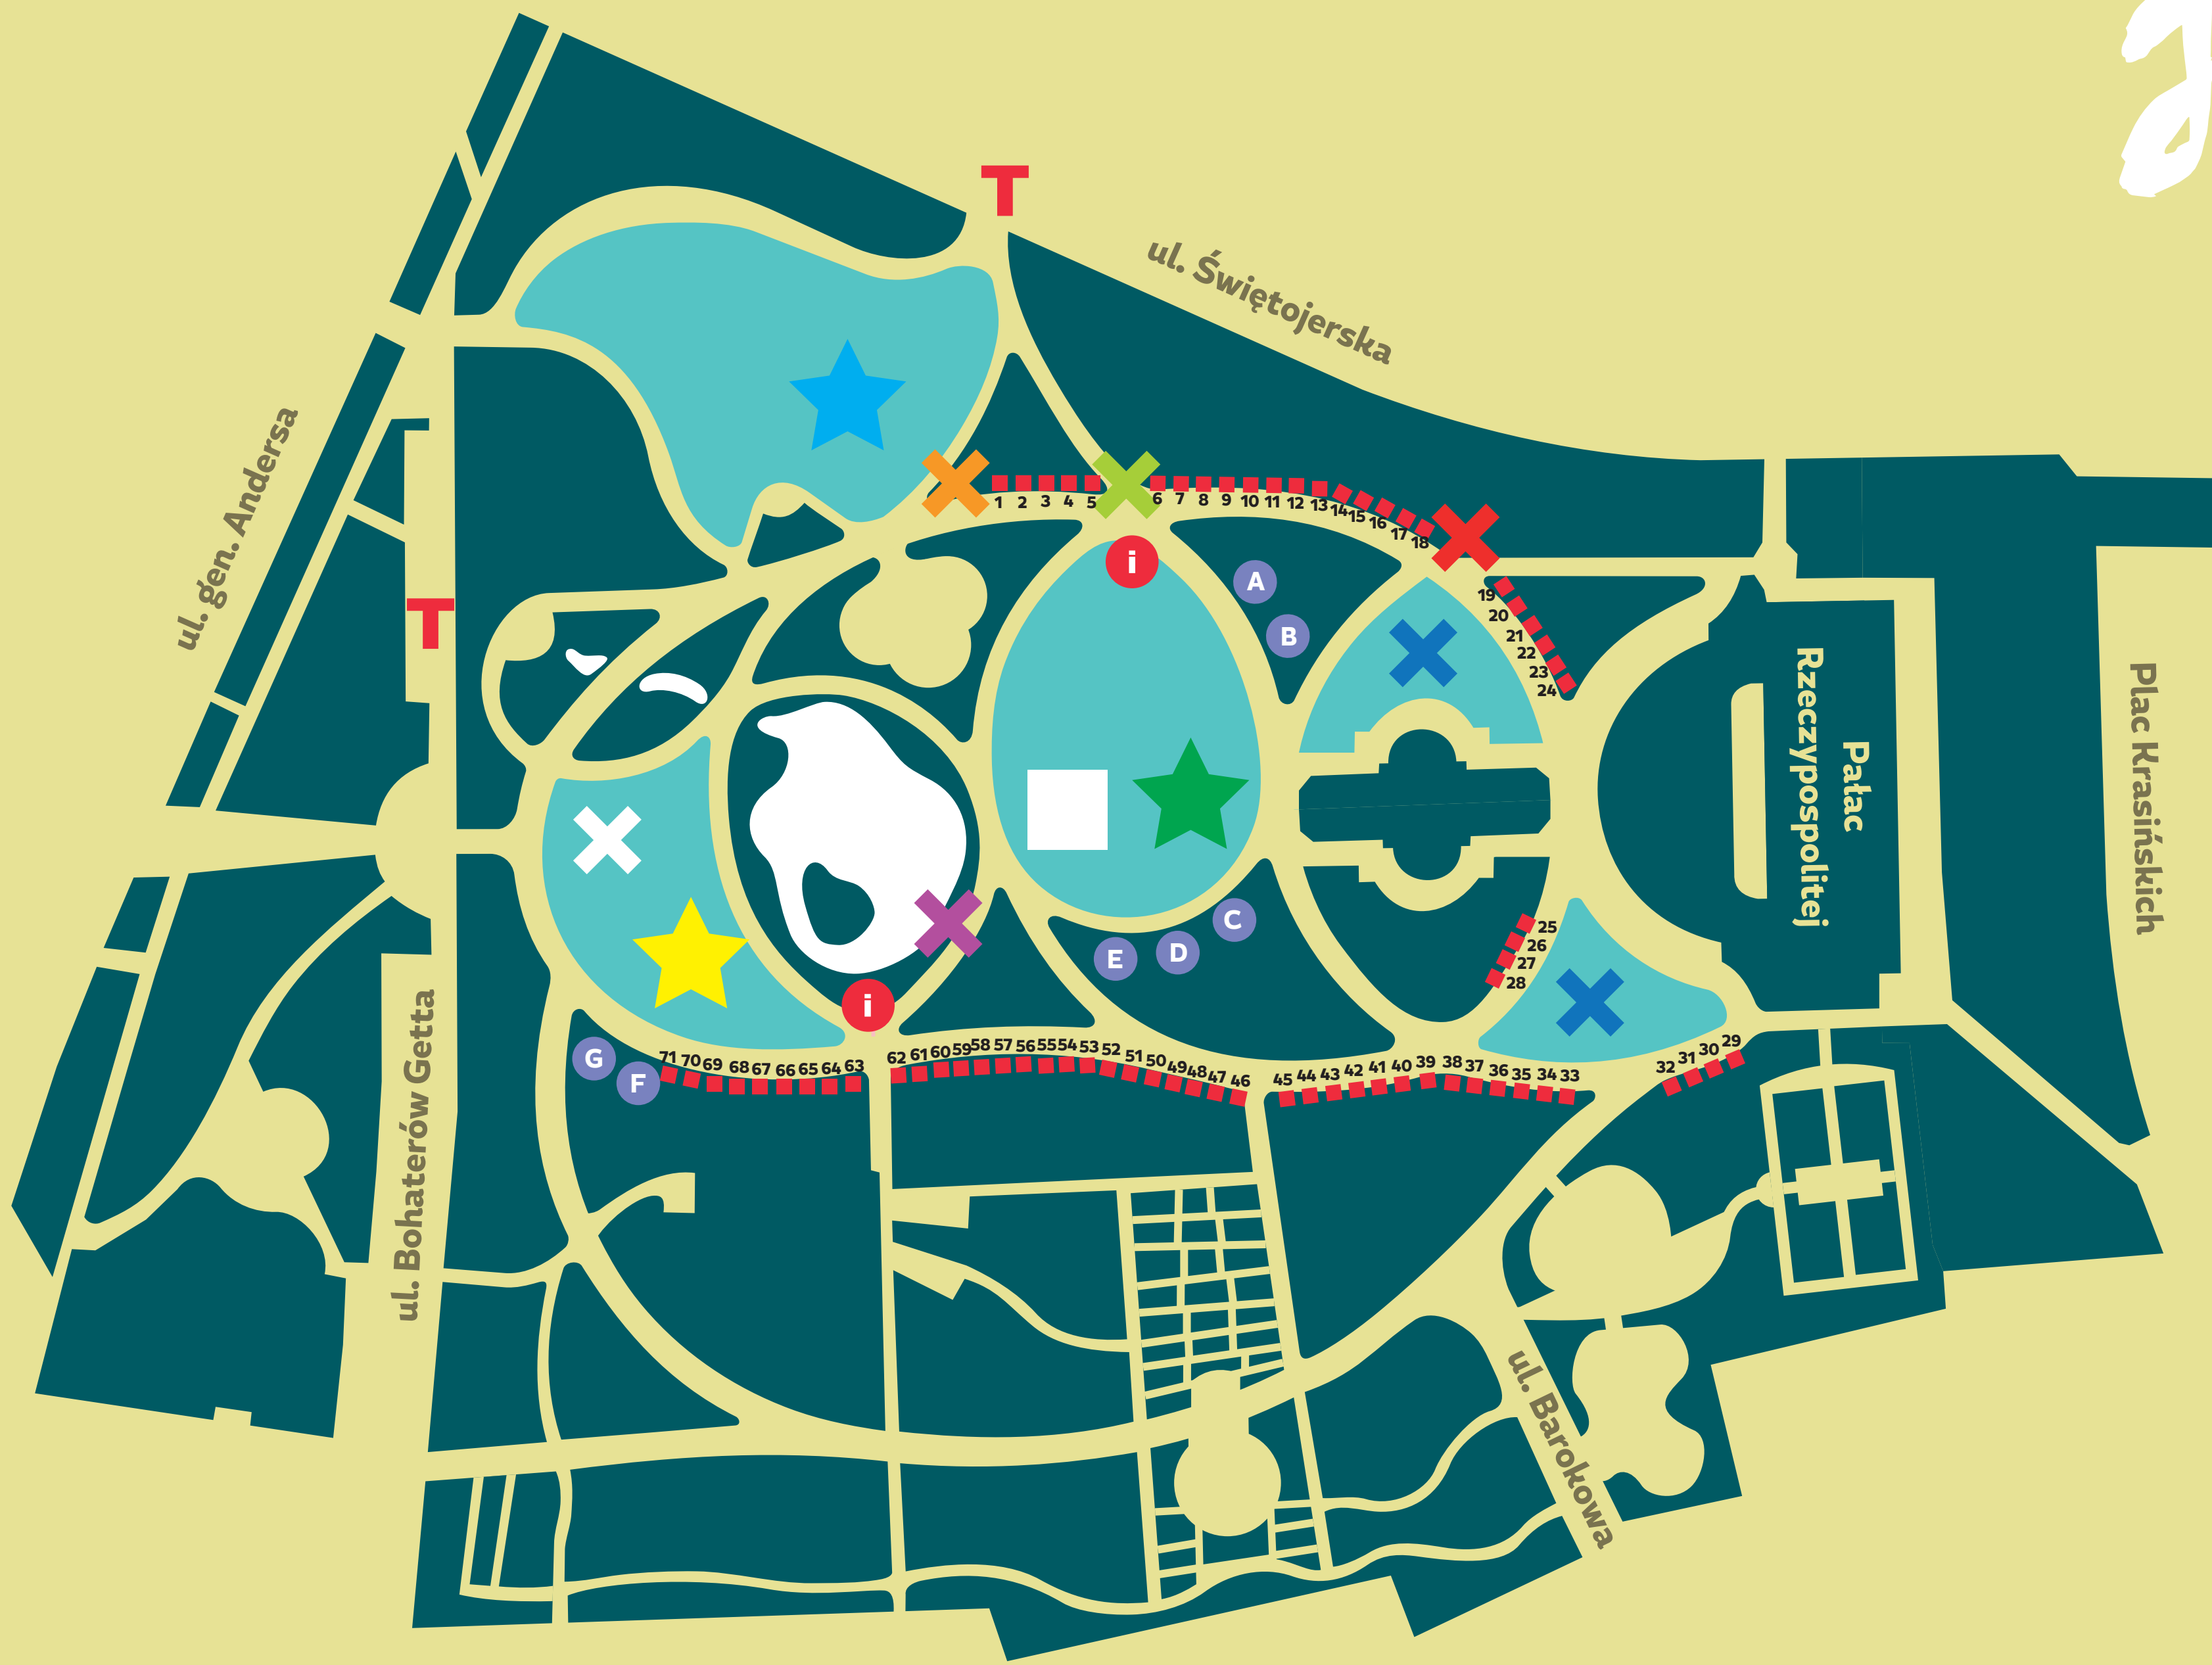 T
ul. Świętojerska
ul. gen. Andersa
1 2 3 4 5
6 7 8 9 10 11 12 13 14 15 16 17 18
i
A
B
19
20
21
22
23
24
T
Pałac
Rzeczypospolitej
Plac Krasińskich
C
D
E
25
26
27
28
i
ul. Bohaterów Getta
G
F
71 70 69 68 67 66 65 64 63
62 61 60 59 58 57 56 55 54 53 52 51 50 49 48 47 46
45 44 43 42 41 40 39 38 37 36 35 34 33
32 31 30 29
ul. Barokowa